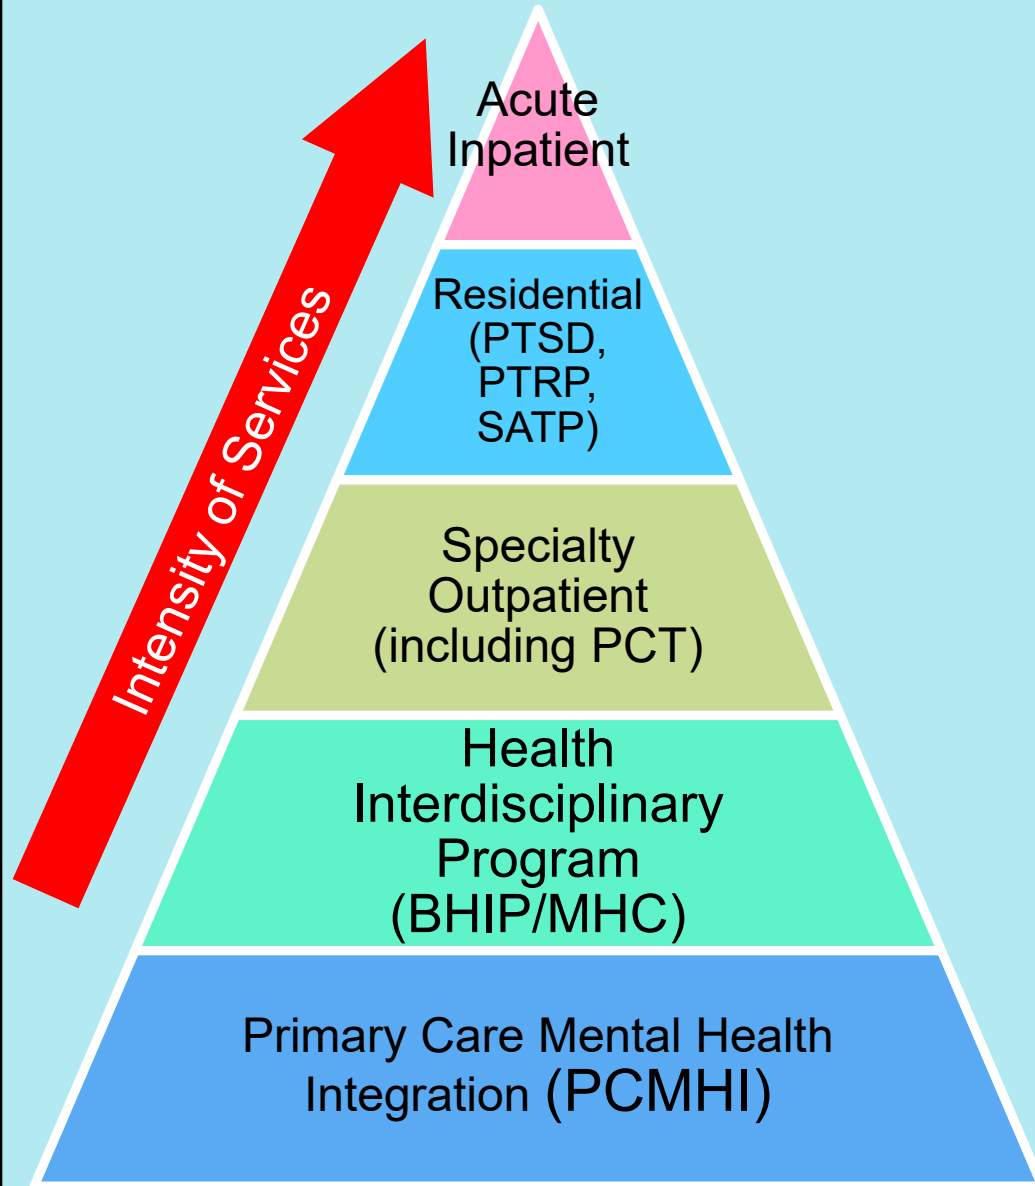 Acute
Inpatient
Intensity of Services
Residential
(PTSD,
PTRP,
SATP)
Specialty
Outpatient
(including PCT)
Health
Interdisciplinary
Program
(BHIP/MHC)
Primary Care Mental Health
Integration (PCMHI)